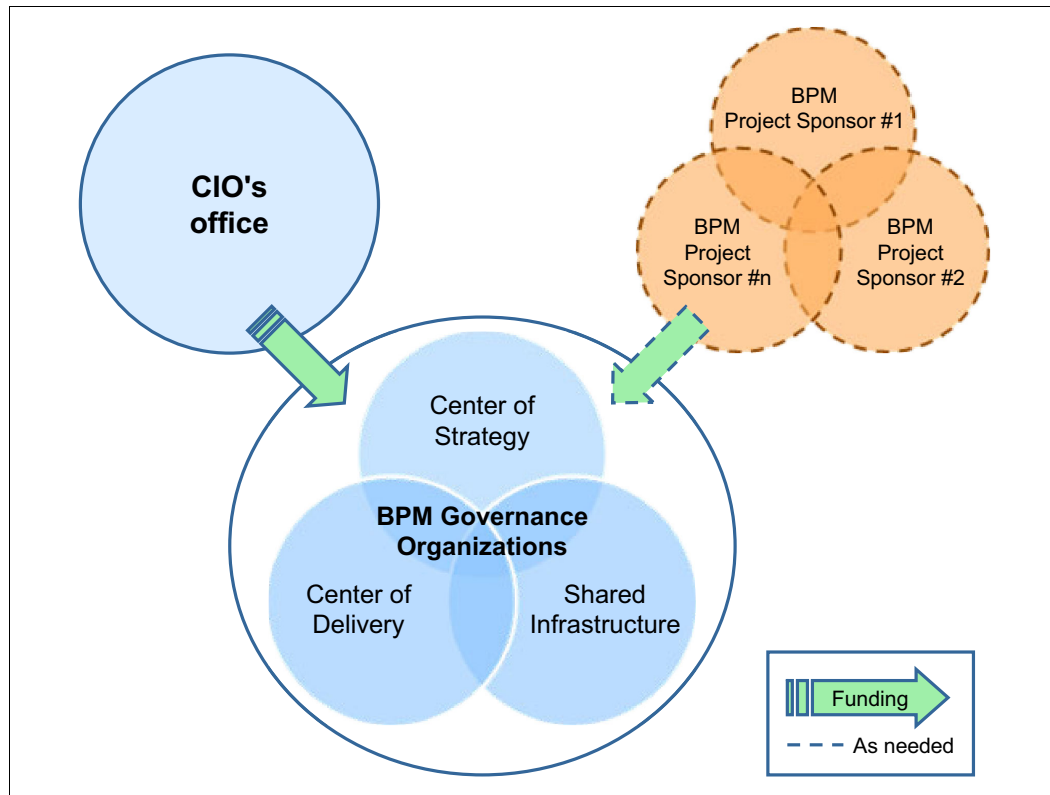 CIO's
office
BPM
Project Sponsor #1
BPM
Project
Sponsor #n
BPM
Project
Sponsor #2
Center of
Strategy
BPM Governance
Organizations
Center of
Delivery
Shared
Infrastructure
Funding
As needed